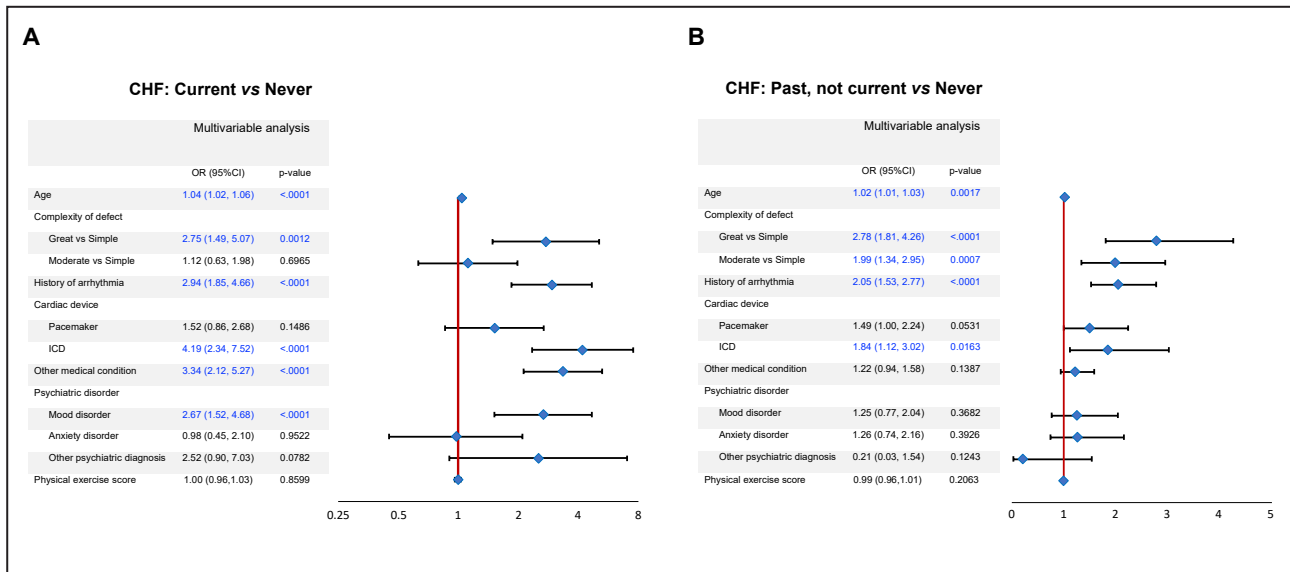 A
CHF: Current vs Never
Multivariable analysis
OR (95%CI) p-value
Age 1.04 (1.02, 1.06) <.0001
Complexity of defect
Great vs Simple 2.75 (1.49, 5.07) 0.0012
Moderate vs Simple 1.12 (0.63, 1.98) 0.6965
History of arrhythmia 2.94 (1.85, 4.66) <.0001
Cardiac device
Pacemaker 1.52 (0.86, 2.68) 0.1486
ICD 4.19 (2.34, 7.52) <.0001
Other medical condition 3.34 (2.12, 5.27) <.0001
Psychiatric disorder
Mood disorder 2.67 (1.52, 4.68) <.0001
Anxiety disorder 0.98 (0.45, 2.10) 0.9522
Other psychiatric diagnosis 2.52 (0.90, 7.03) 0.0782
Physical exercise score 1.00 (0.96,1.03) 0.8599
0.25 0.5 1 2 4 8
B
CHF: Past, not current vs Never
Multivariable analysis
OR (95%CI) p-value
Age 1.02 (1.01, 1.03) 0.0017
Complexity of defect
Great vs Simple 2.78 (1.81, 4.26) <.0001
Moderate vs Simple 1.99 (1.34, 2.95) 0.0007
History of arrhythmia 2.05 (1.53, 2.77) <.0001
Cardiac device
Pacemaker 1.49 (1.00, 2.24) 0.0531
ICD 1.84 (1.12, 3.02) 0.0163
Other medical condition 1.22 (0.94, 1.58) 0.1387
Psychiatric disorder
Mood disorder 1.25 (0.77, 2.04) 0.3682
Anxiety disorder 1.26 (0.74, 2.16) 0.3926
Other psychiatric diagnosis 0.21 (0.03, 1.54) 0.1243
Physical exercise score 0.99 (0.96,1.01) 0.2063
0 1 2 3 4 5